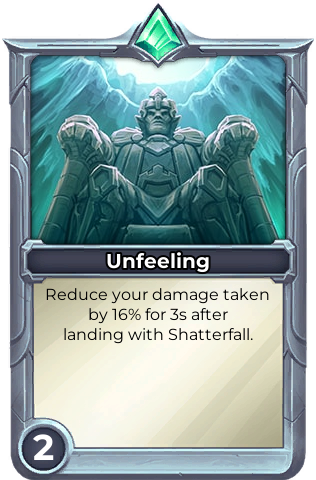 Unfeeling
Reduce your damage taken
by 16% for 3s after
landing with Shatterfall.
2